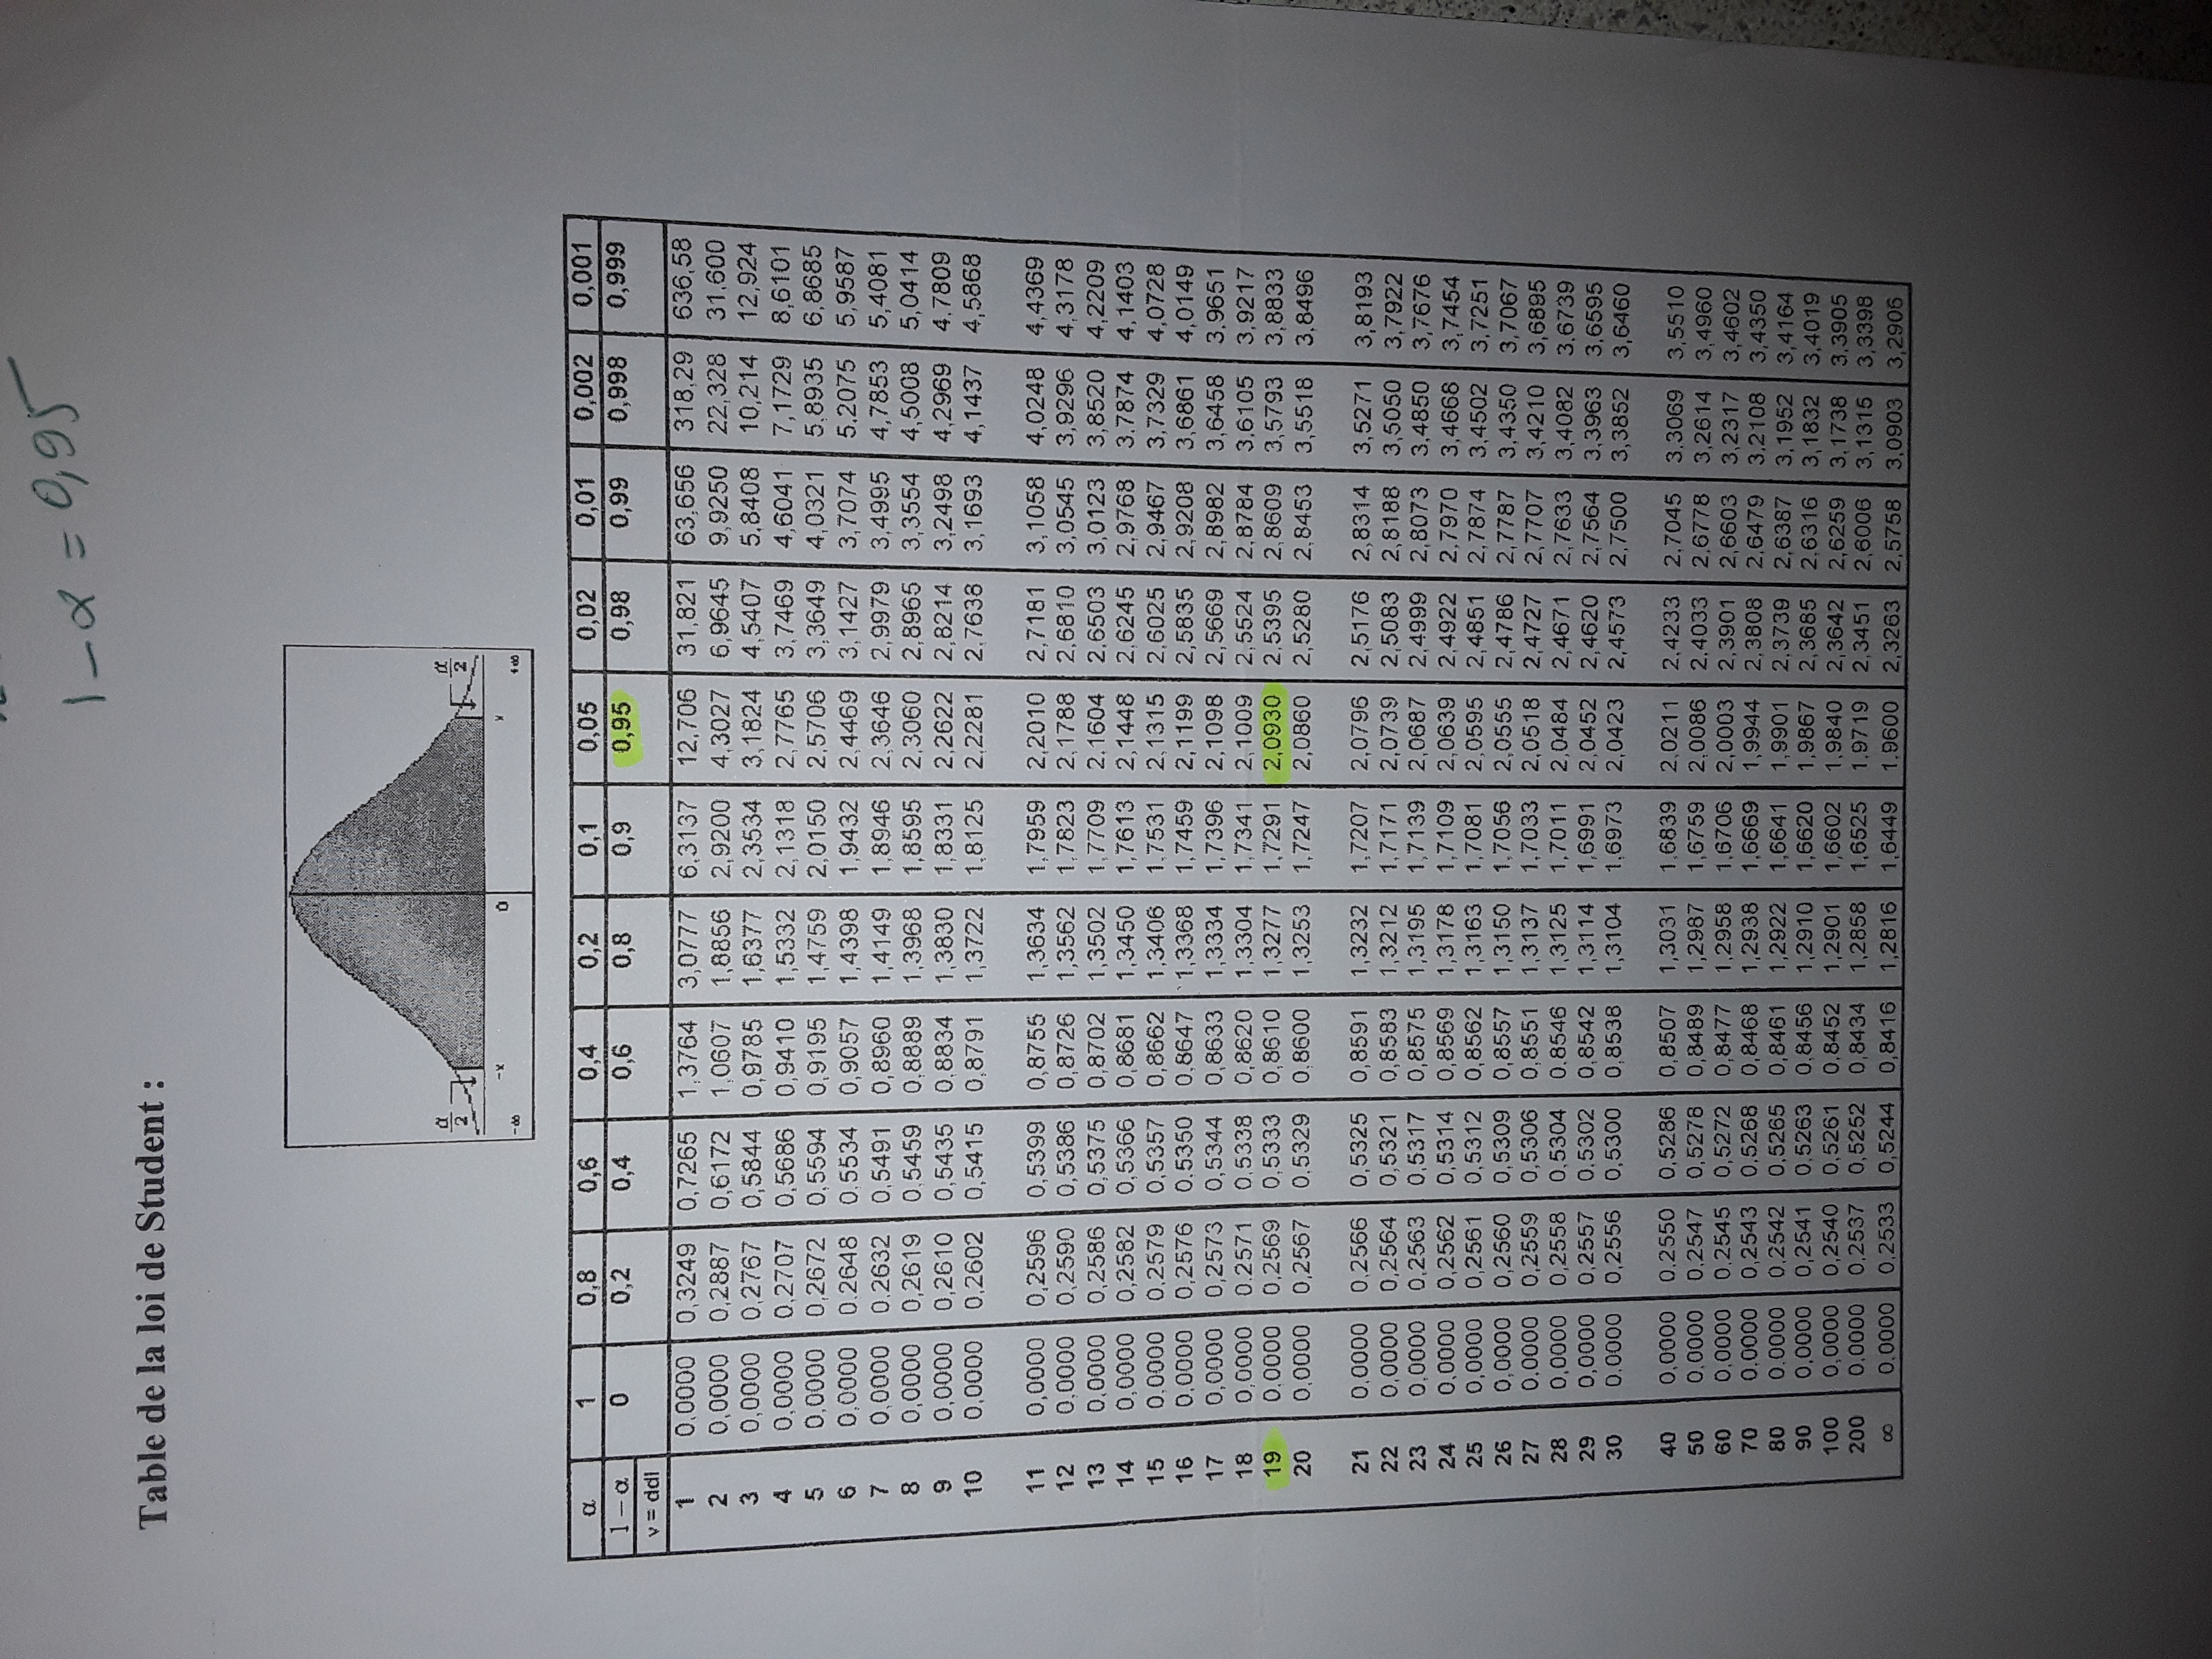 1-α = 0,95
Table de la loi de Student :
α/2 α/2
-∞ -x 0 x +∞
α 1 0,8 0,6 0,4 0,2 0,1 0,05 0,02 0,01 0,002 0,001
1-α 0 0,2 0,4 0,6 0,8 0,9 0,95 0,98 0,99 0,998 0,999
ν = ddl
1 0,0000 0,3249 0,7265 1,3764 3,0777 6,3137 12,706 31,821 63,656 318,29 636,58
2 0,0000 0,2887 0,6172 1,0607 1,8856 2,9200 4,3027 6,9645 9,9250 22,328 31,600
3 0,0000 0,2767 0,5844 0,9785 1,6377 2,3534 3,1824 4,5407 5,8408 10,214 12,924
4 0,0000 0,2707 0,5686 0,9410 1,5332 2,1318 2,7765 3,7469 4,6041 7,1729 8,6101
5 0,0000 0,2672 0,5594 0,9195 1,4759 2,0150 2,5706 3,3649 4,0321 5,8935 6,8685
6 0,0000 0,2648 0,5534 0,9057 1,4398 1,9432 2,4469 3,1427 3,7074 5,2075 5,9587
7 0,0000 0,2632 0,5491 0,8960 1,4149 1,8946 2,3646 2,9979 3,4995 4,7853 5,4081
8 0,0000 0,2619 0,5459 0,8889 1,3968 1,8595 2,3060 2,8965 3,3554 4,5008 5,0414
9 0,0000 0,2610 0,5435 0,8834 1,3830 1,8331 2,2622 2,8214 3,2498 4,2969 4,7809
10 0,0000 0,2602 0,5415 0,8791 1,3722 1,8125 2,2281 2,7638 3,1693 4,1437 4,5868
11 0,0000 0,2596 0,5399 0,8755 1,3634 1,7959 2,2010 2,7181 3,1058 4,0248 4,4369
12 0,0000 0,2590 0,5386 0,8726 1,3562 1,7823 2,1788 2,6810 3,0545 3,9296 4,3178
13 0,0000 0,2586 0,5375 0,8702 1,3502 1,7709 2,1604 2,6503 3,0123 3,8520 4,2209
14 0,0000 0,2582 0,5366 0,8681 1,3450 1,7613 2,1448 2,6245 2,9768 3,7874 4,1403
15 0,0000 0,2579 0,5357 0,8662 1,3406 1,7531 2,1315 2,6025 2,9467 3,7329 4,0728
16 0,0000 0,2576 0,5350 0,8647 1,3368 1,7459 2,1199 2,5835 2,9208 3,6861 4,0149
17 0,0000 0,2573 0,5344 0,8633 1,3334 1,7396 2,1098 2,5669 2,8982 3,6458 3,9651
18 0,0000 0,2571 0,5338 0,8620 1,3304 1,7341 2,1009 2,5524 2,8784 3,6105 3,9217
19 0,0000 0,2569 0,5333 0,8610 1,3277 1,7291 2,0930 2,5395 2,8609 3,5793 3,8833
20 0,0000 0,2567 0,5329 0,8600 1,3253 1,7247 2,0860 2,5280 2,8453 3,5518 3,8496
21 0,0000 0,2566 0,5325 0,8591 1,3232 1,7207 2,0796 2,5176 2,8314 3,5271 3,8193
22 0,0000 0,2564 0,5321 0,8583 1,3212 1,7171 2,0739 2,5083 2,8188 3,5050 3,7922
23 0,0000 0,2563 0,5317 0,8575 1,3195 1,7139 2,0687 2,4999 2,8073 3,4850 3,7676
24 0,0000 0,2562 0,5314 0,8569 1,3178 1,7109 2,0639 2,4922 2,7970 3,4668 3,7454
25 0,0000 0,2561 0,5312 0,8562 1,3163 1,7081 2,0595 2,4851 2,7874 3,4502 3,7251
26 0,0000 0,2560 0,5309 0,8557 1,3150 1,7056 2,0555 2,4786 2,7787 3,4350 3,7067
27 0,0000 0,2559 0,5306 0,8551 1,3137 1,7033 2,0518 2,4727 2,7707 3,4210 3,6895
28 0,0000 0,2558 0,5304 0,8546 1,3125 1,7011 2,0484 2,4671 2,7633 3,4082 3,6739
29 0,0000 0,2557 0,5302 0,8542 1,3114 1,6991 2,0452 2,4620 2,7564 3,3963 3,6595
30 0,0000 0,2556 0,5300 0,8538 1,3104 1,6973 2,0423 2,4573 2,7500 3,3852 3,6460
40 0,0000 0,2550 0,5286 0,8507 1,3031 1,6839 2,0211 2,4233 2,7045 3,3069 3,5510
50 0,0000 0,2547 0,5278 0,8489 1,2987 1,6759 2,0086 2,4033 2,6778 3,2614 3,4960
60 0,0000 0,2545 0,5272 0,8477 1,2958 1,6706 2,0003 2,3901 2,6603 3,2317 3,4602
70 0,0000 0,2543 0,5268 0,8468 1,2938 1,6669 1,9944 2,3808 2,6479 3,2108 3,4350
80 0,0000 0,2542 0,5265 0,8461 1,2922 1,6641 1,9901 2,3739 2,6387 3,1952 3,4164
90 0,0000 0,2541 0,5263 0,8456 1,2910 1,6620 1,9867 2,3685 2,6316 3,1832 3,4019
100 0,0000 0,2540 0,5261 0,8452 1,2901 1,6602 1,9840 2,3642 2,6259 3,1738 3,3905
200 0,0000 0,2537 0,5252 0,8434 1,2858 1,6525 1,9719 2,3451 2,6006 3,1315 3,3398
∞ 0,0000 0,2533 0,5244 0,8416 1,2816 1,6449 1,9600 2,3263 2,5758 3,0903 3,2906